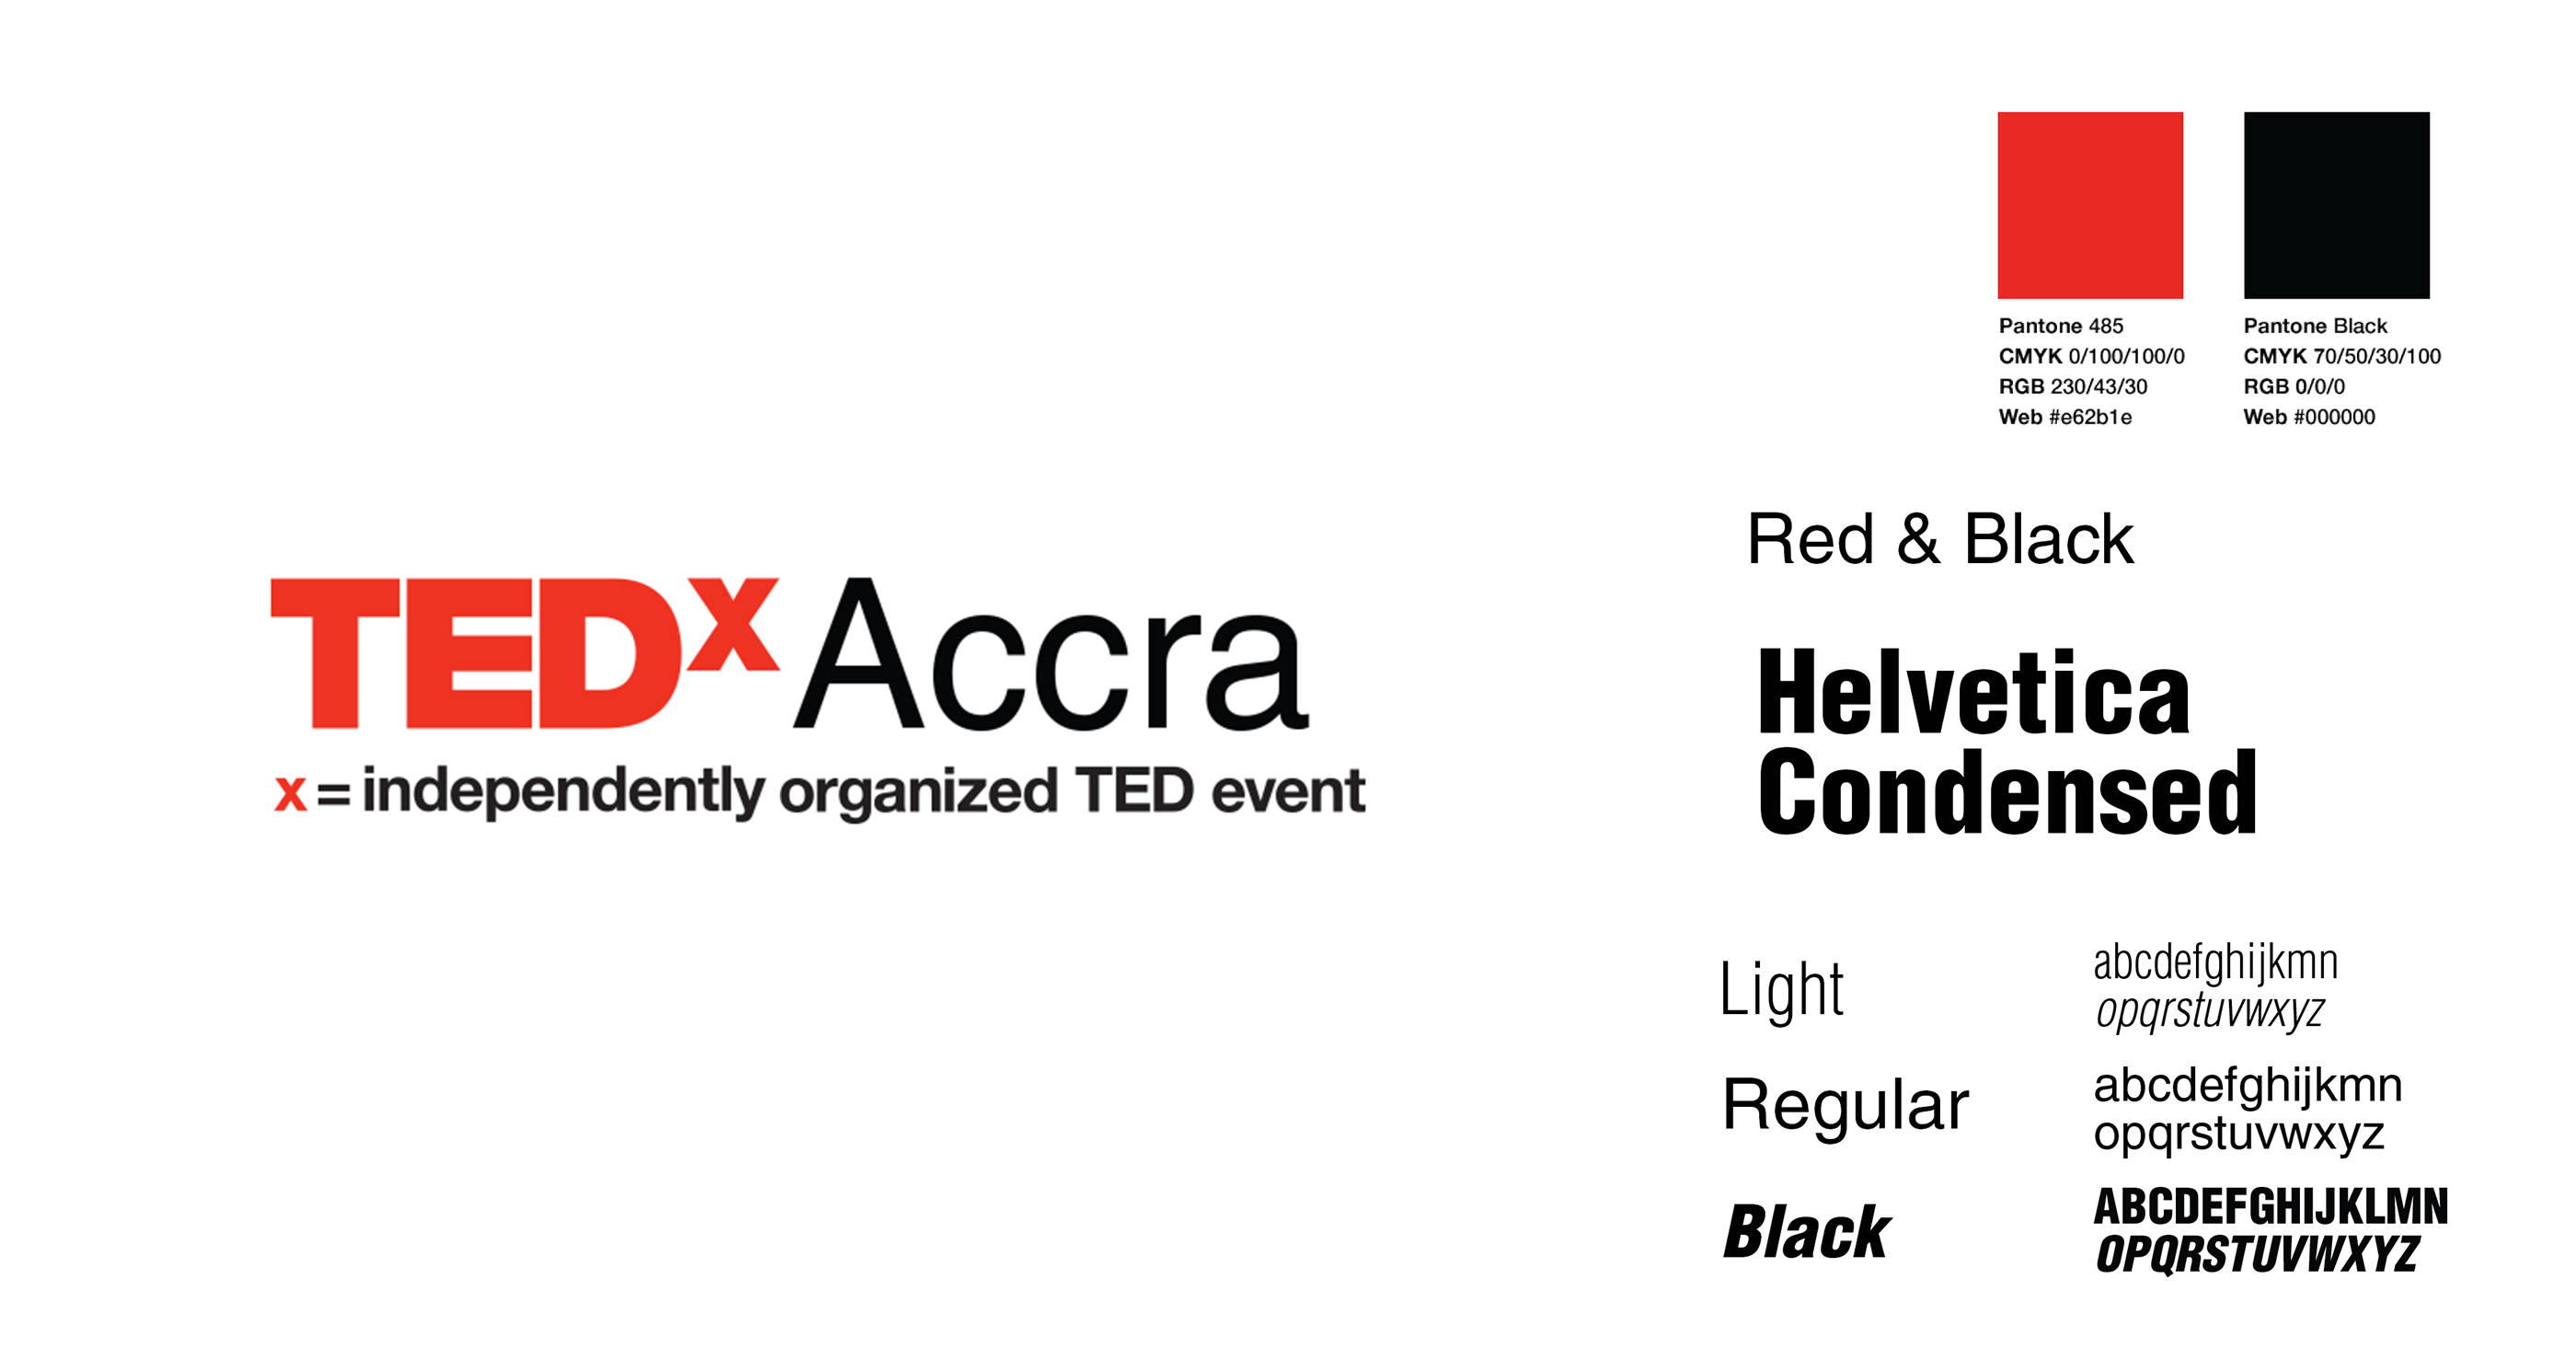 TEDx Accra
x = independently organized TED event
Pantone 485
CMYK 0/100/100/0
RGB 230/43/30
Web #e62b1e
Pantone Black
CMYK 70/50/30/100
RGB 0/0/0
Web #000000
Red & Black
Helvetica
Condensed
Light
abcdefghijkmn
opqrstuvwxyz
Regular
abcdefghijkmn
opqrstuvwxyz
Black
ABCDEFGHIJKLMN
OPQRSTUVWXYZ